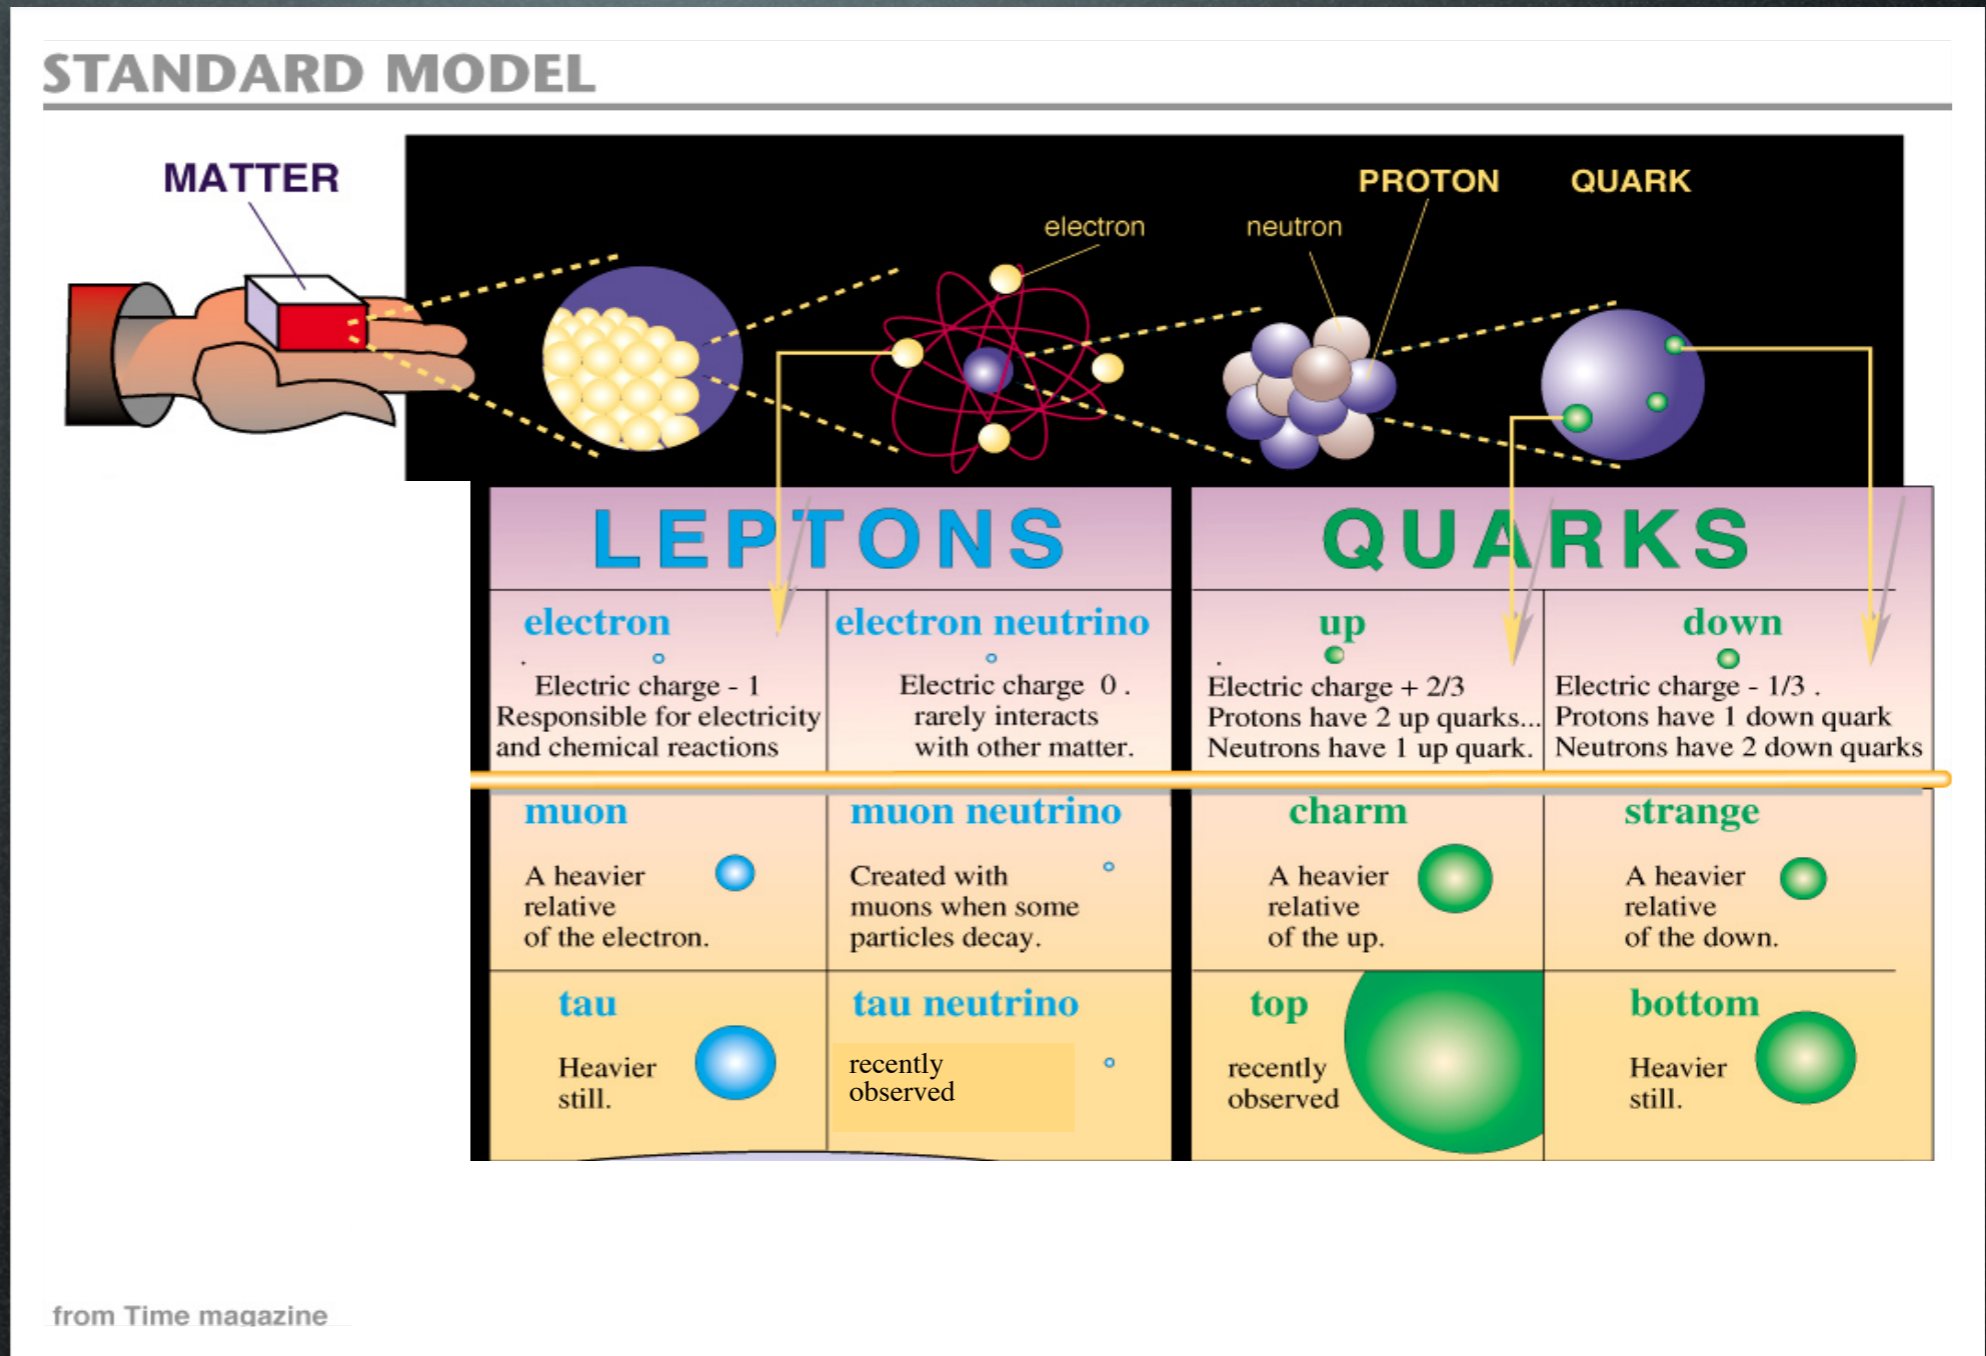 STANDARD MODEL
MATTER
PROTON
QUARK
electron
neutron
LEPTONS
QUARKS
electron
Electric charge - 1
Responsible for electricity
and chemical reactions
electron neutrino
Electric charge 0 .
rarely interacts
with other matter.
up
Electric charge + 2/3
Protons have 2 up quarks...
Neutrons have 1 up quark.
down
Electric charge - 1/3 .
Protons have 1 down quark
Neutrons have 2 down quarks
muon
A heavier
relative
of the electron.
muon neutrino
Created with
muons when some
particles decay.
charm
A heavier
relative
of the up.
strange
A heavier
relative
of the down.
tau
Heavier
still.
tau neutrino
recently
observed
top
recently
observed
bottom
Heavier
still.
from Time magazine